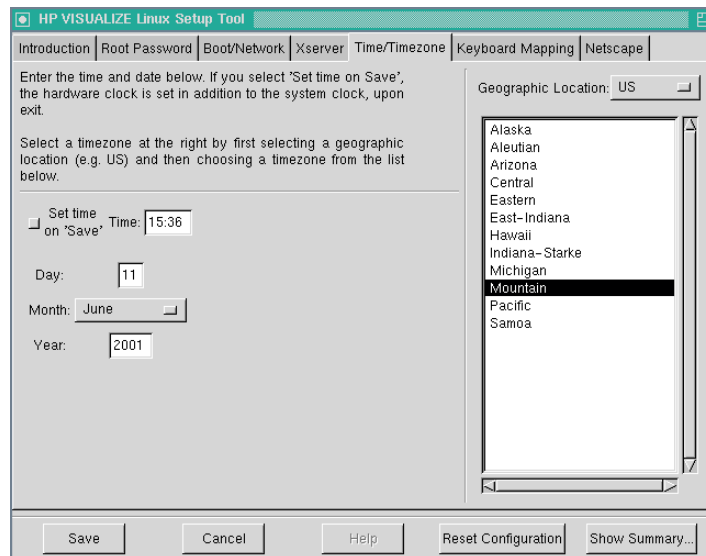 HP VISUALIZE Linux Setup Tool
Introduction
Root Password
Boot/Network
Xserver
Time/Timezone
Keyboard Mapping
Netscape
Enter the time and date below. If you select 'Set time on Save',
the hardware clock is set in addition to the system clock, upon
exit.
Select a timezone at the right by first selecting a geographic
location (e.g. US) and then choosing a timezone from the list
below.
Set time
on 'Save'
Time: 15:36
Day: 11
Month: June
Year: 2001
Geographic Location: US
Alaska
Aleutian
Arizona
Central
Eastern
East-Indiana
Hawaii
Indiana-Starke
Michigan
Mountain
Pacific
Samoa
Save
Cancel
Help
Reset Configuration
Show Summary...